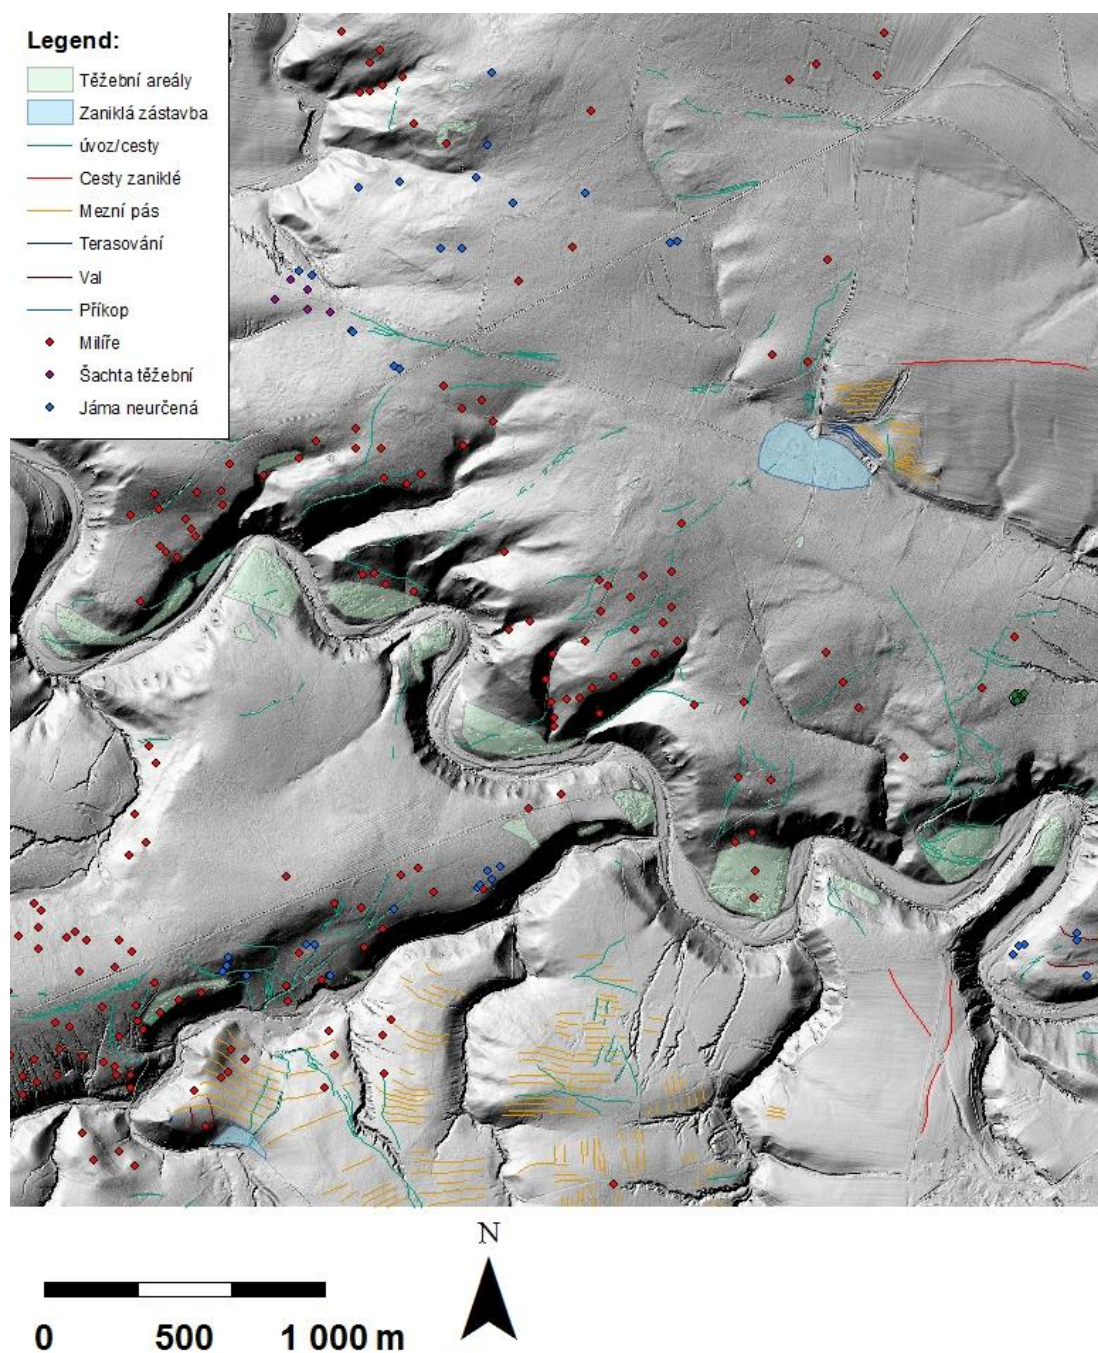 Legend:
Těžební areály
Zaniklá zástavba
úvoz/cesty
Cesty zaniklé
Mezní pás
Terasování
Val
Příkop
Milíře
Šachta těžební
Jáma neurčená
N
0 500 1 000 m